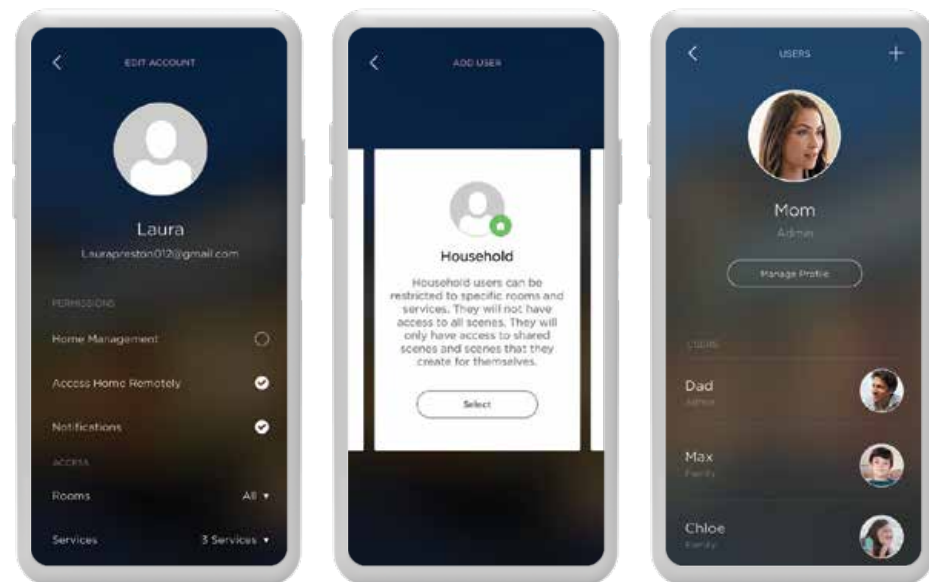 EDIT ACCOUNT
Laura
Laurapreston012@gmail.com
PERMISSIONS
Home Management
Access Home Remotely
Notifications
ACCESS
Rooms All
Services 3 Services
ADD USER
Household
Household users can be
restricted to specific rooms and
services. They will not have
access to all scenes. They will
only have access to shared
scenes and scenes that they
create for themselves.
Select
USERS
Mom
Admin
Manage Profile
USERS
Dad
Admin
Max
Family
Chloe
Family